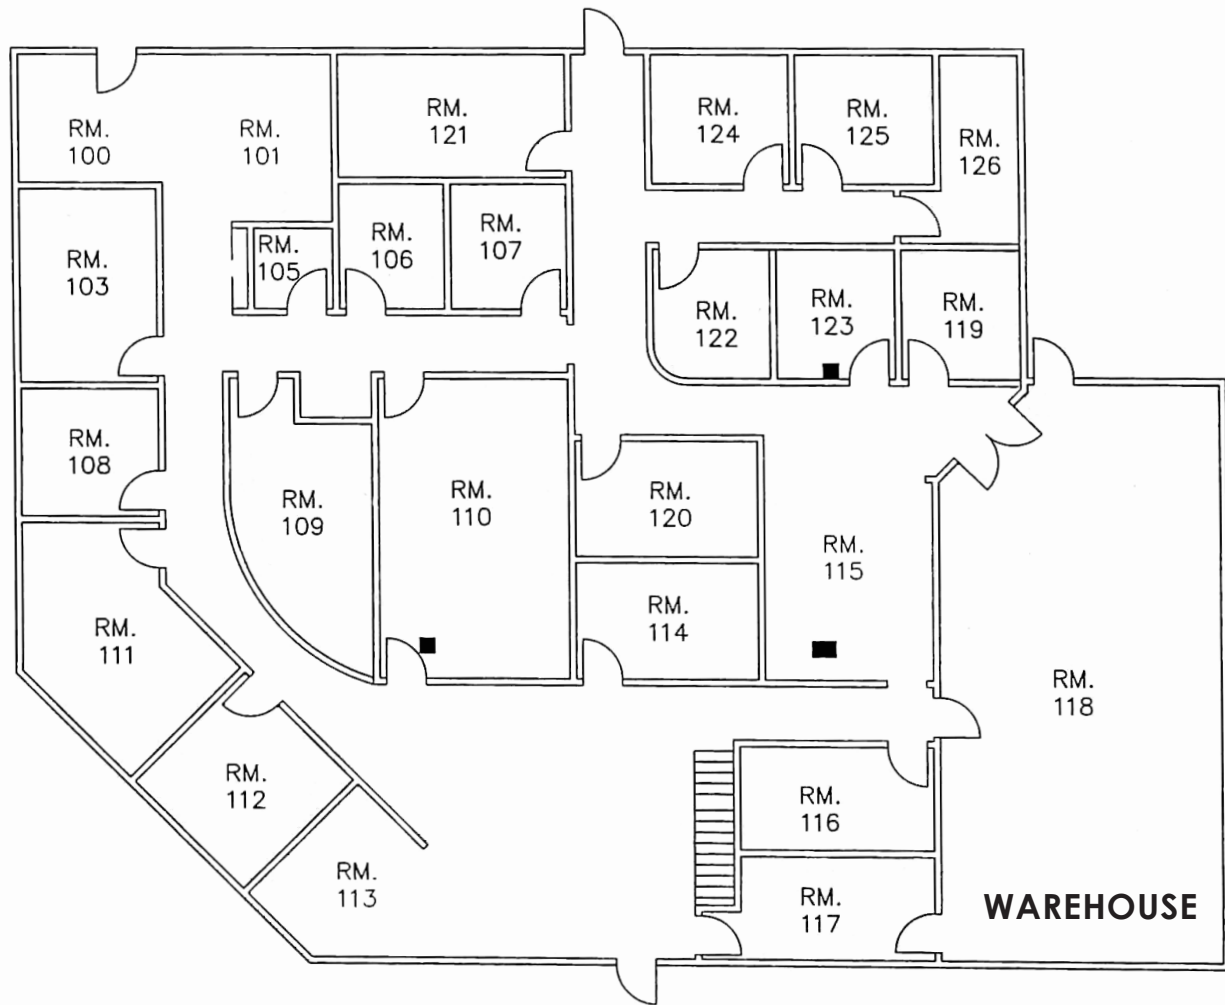 RM.
100
RM.
101
RM.
121
RM.
124
RM.
125
RM.
126
RM.
103
RM.
105
RM.
106
RM.
107
RM.
122
RM.
123
RM.
119
RM.
108
RM.
109
RM.
110
RM.
120
RM.
115
RM.
111
RM.
114
RM.
118
RM.
112
RM.
116
RM.
113
RM.
117
WAREHOUSE